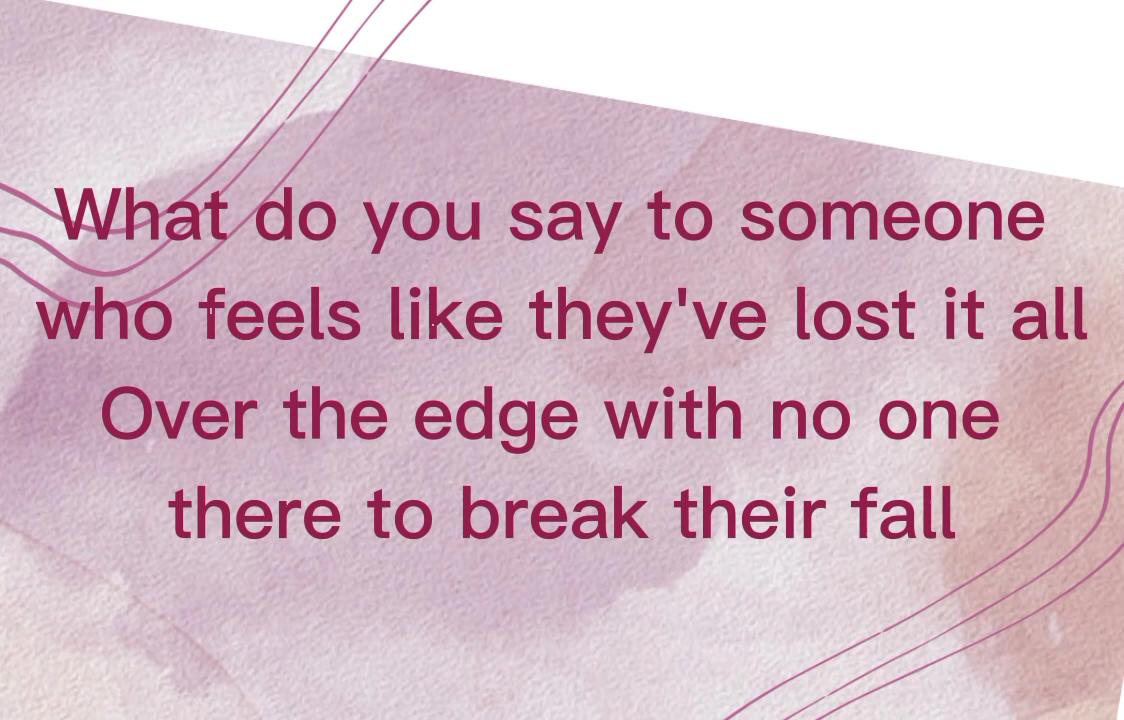 What do you say to someone
who feels like they've lost it all
Over the edge with no one
there to break their fall